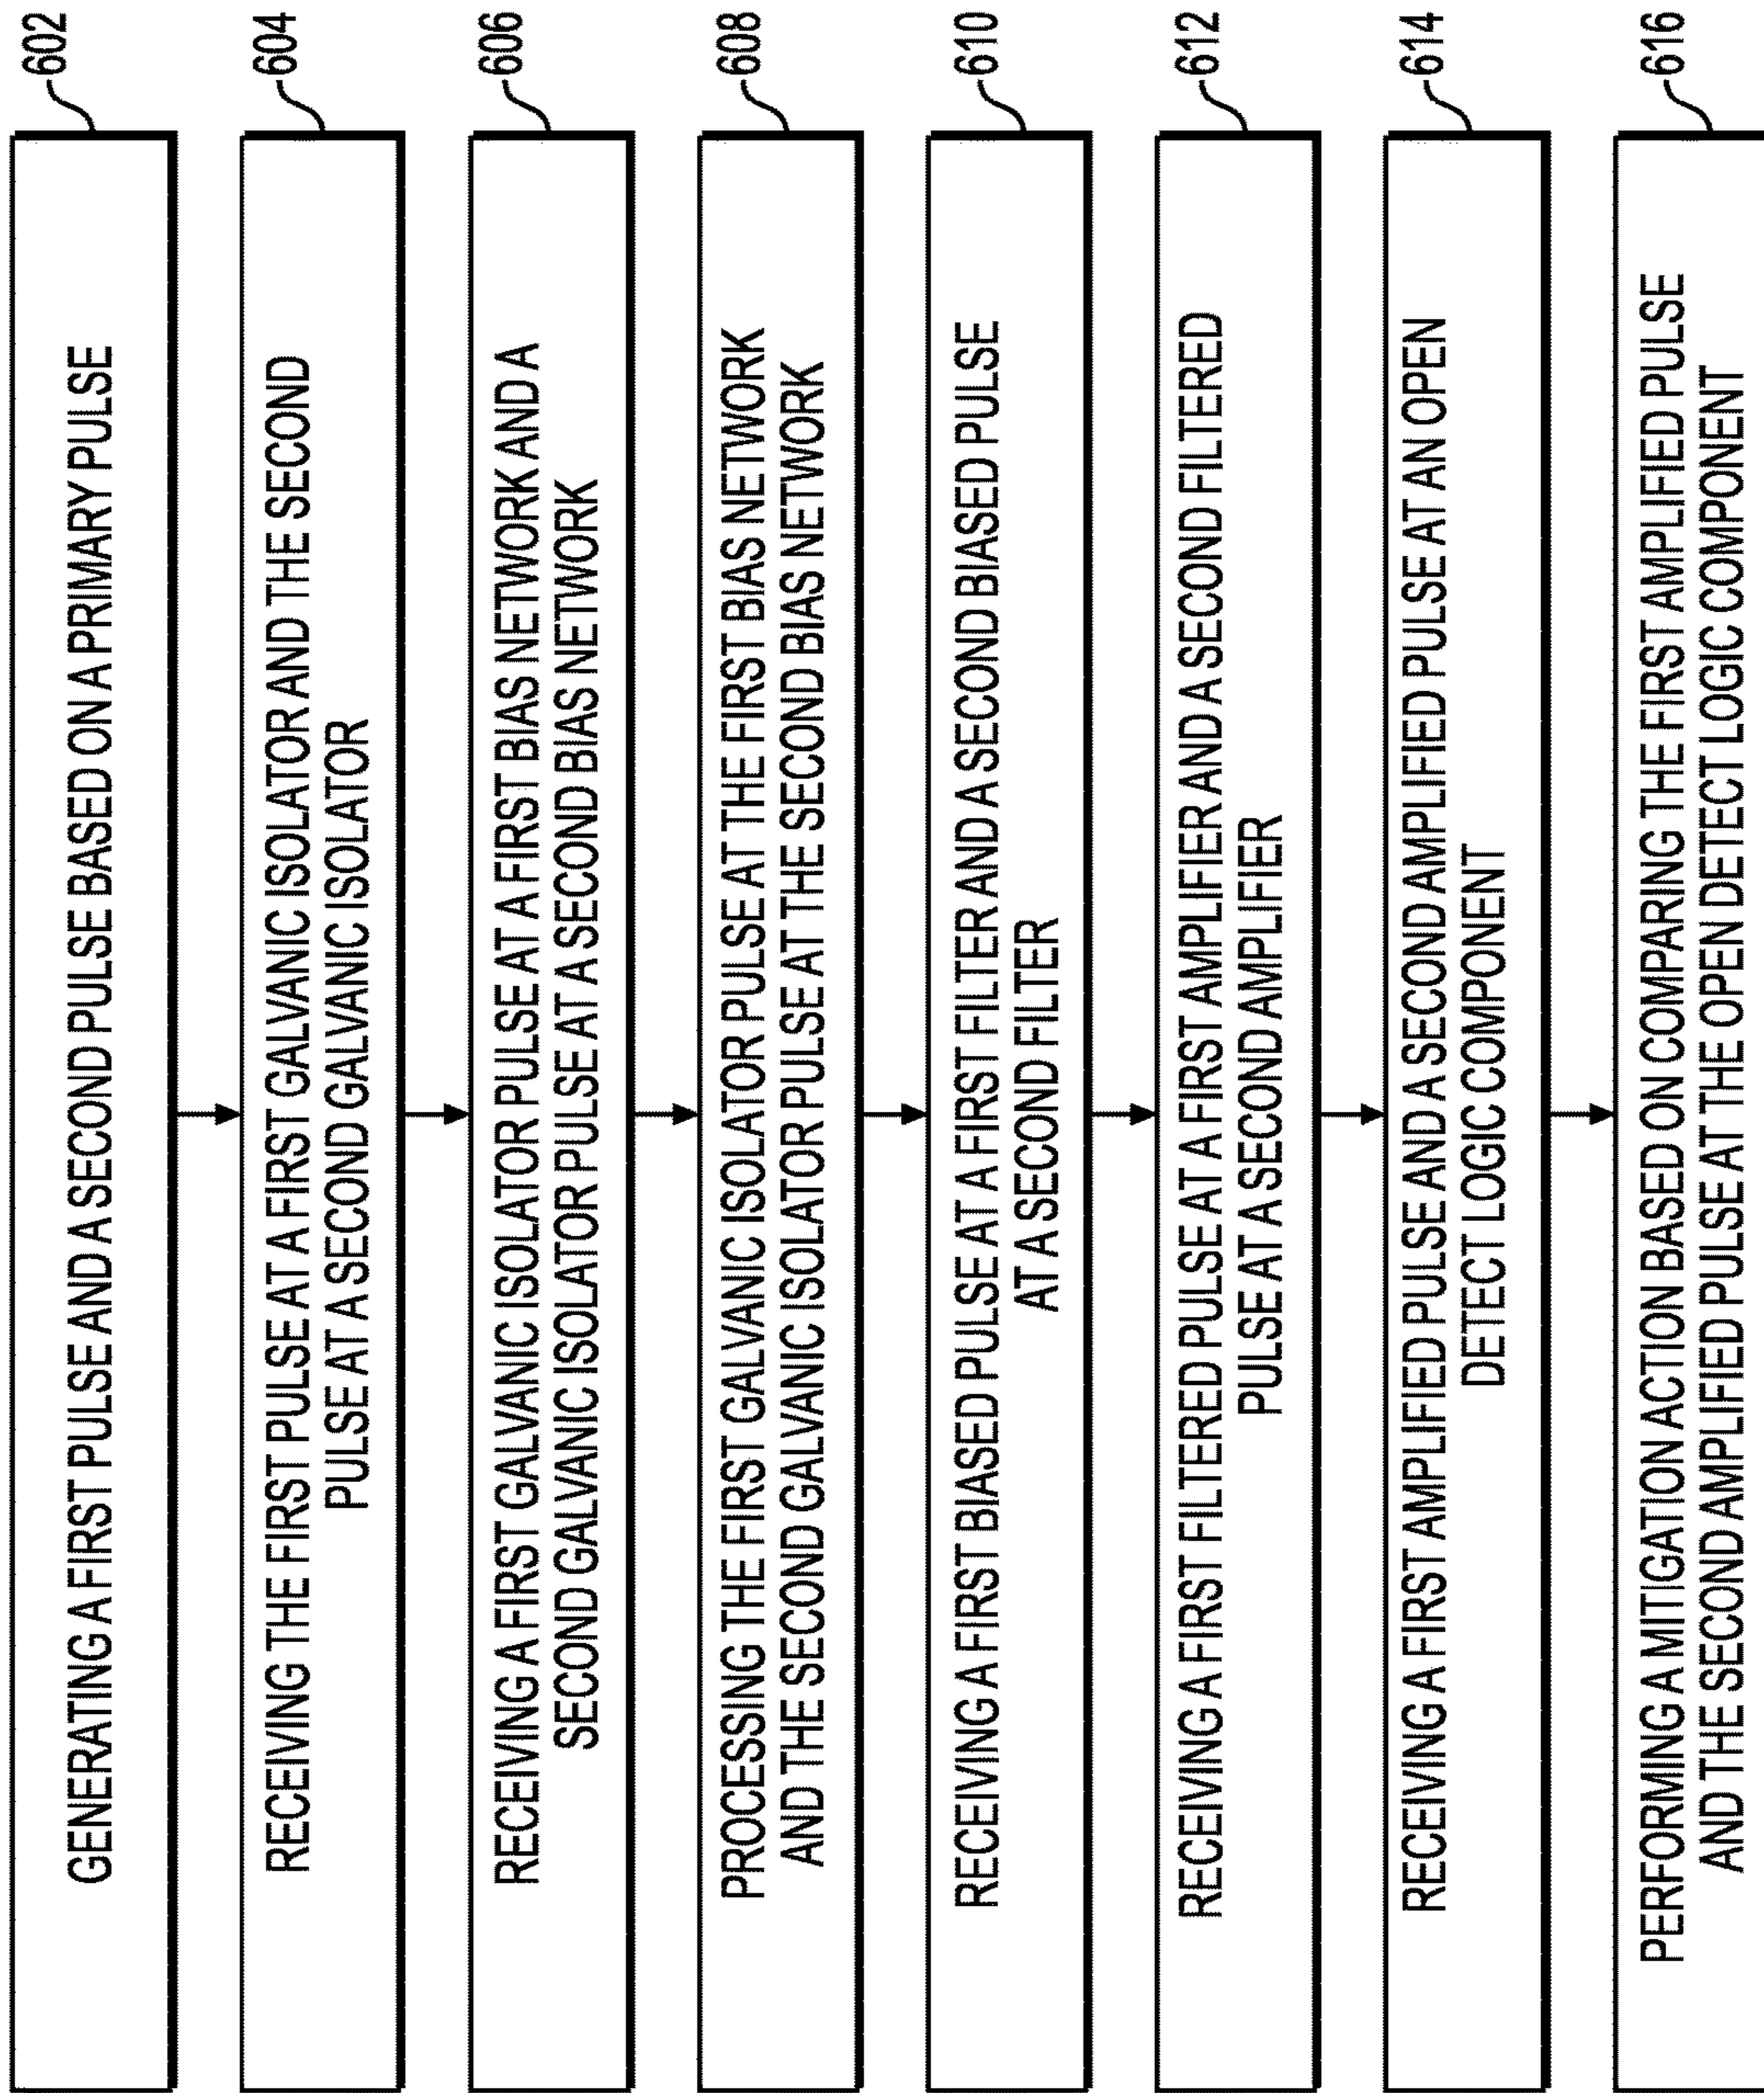 602
GENERATING A FIRST PULSE AND A SECOND PULSE BASED ON A PRIMARY PULSE
604
RECEIVING THE FIRST PULSE AT A FIRST GALVANIC ISOLATOR AND THE SECOND
PULSE AT A SECOND GALVANIC ISOLATOR
606
RECEIVING A FIRST GALVANIC ISOLATOR PULSE AT A FIRST BIAS NETWORK AND A
SECOND GALVANIC ISOLATOR PULSE AT A SECOND BIAS NETWORK
608
PROCESSING THE FIRST GALVANIC ISOLATOR PULSE AT THE FIRST BIAS NETWORK
AND THE SECOND GALVANIC ISOLATOR PULSE AT THE SECOND BIAS NETWORK
610
RECEIVING A FIRST BIASED PULSE AT A FIRST FILTER AND A SECOND BIASED PULSE
AT A SECOND FILTER
612
RECEIVING A FIRST FILTERED PULSE AT A FIRST AMPLIFIER AND A SECOND FILTERED
PULSE AT A SECOND AMPLIFIER
614
RECEIVING A FIRST AMPLIFIED PULSE AND A SECOND AMPLIFIED PULSE AT AN OPEN
DETECT LOGIC COMPONENT
616
PERFORMING A MITIGATION ACTION BASED ON COMPARING THE FIRST AMPLIFIED PULSE
AND THE SECOND AMPLIFIED PULSE AT THE OPEN DETECT LOGIC COMPONENT